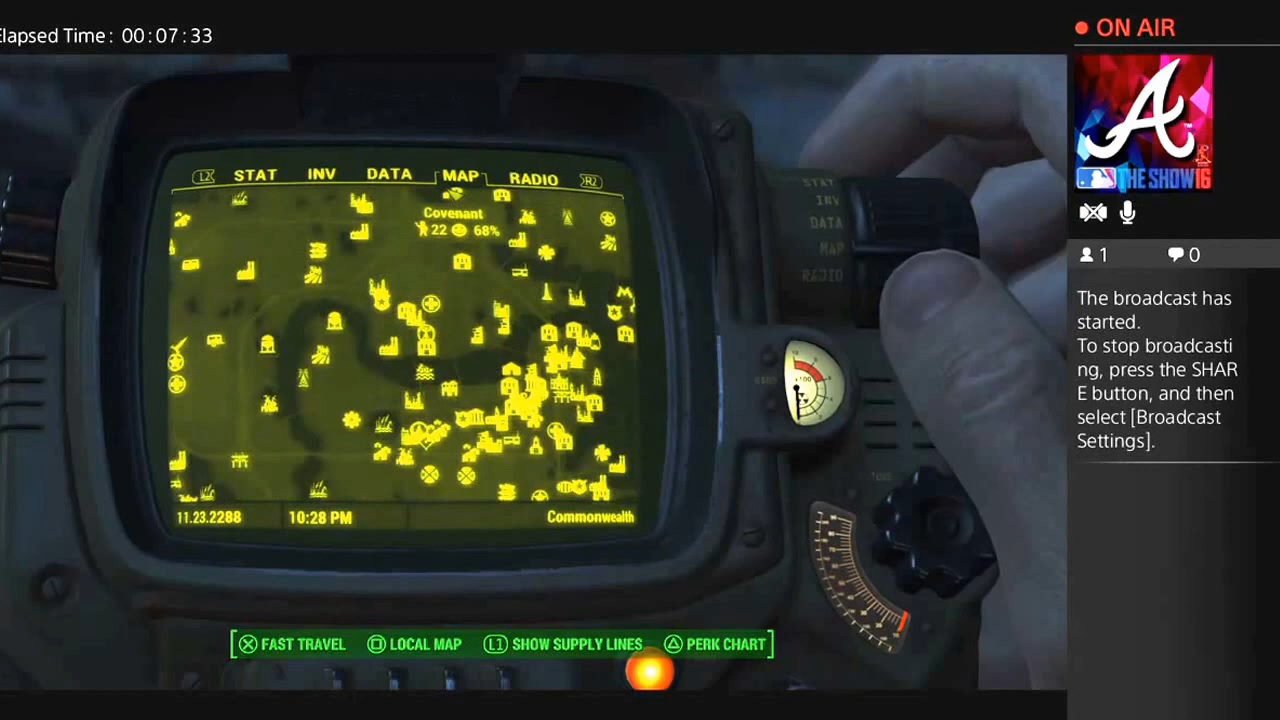 Elapsed Time: 00:07:33
ON AIR
L2 STAT INV DATA MAP RADIO R2
Covenant
22 68%
STAT
INV
DATA
MAP
RADIO
11.23.2288 10:28 PM Commonwealth
FAST TRAVEL LOCAL MAP L1 SHOW SUPPLY LINES PERK CHART
A
THE SHOW 16
1 0
The broadcast has
started.
To stop broadcasti
ng, press the SHAR
E button, and then
select [Broadcast
Settings].